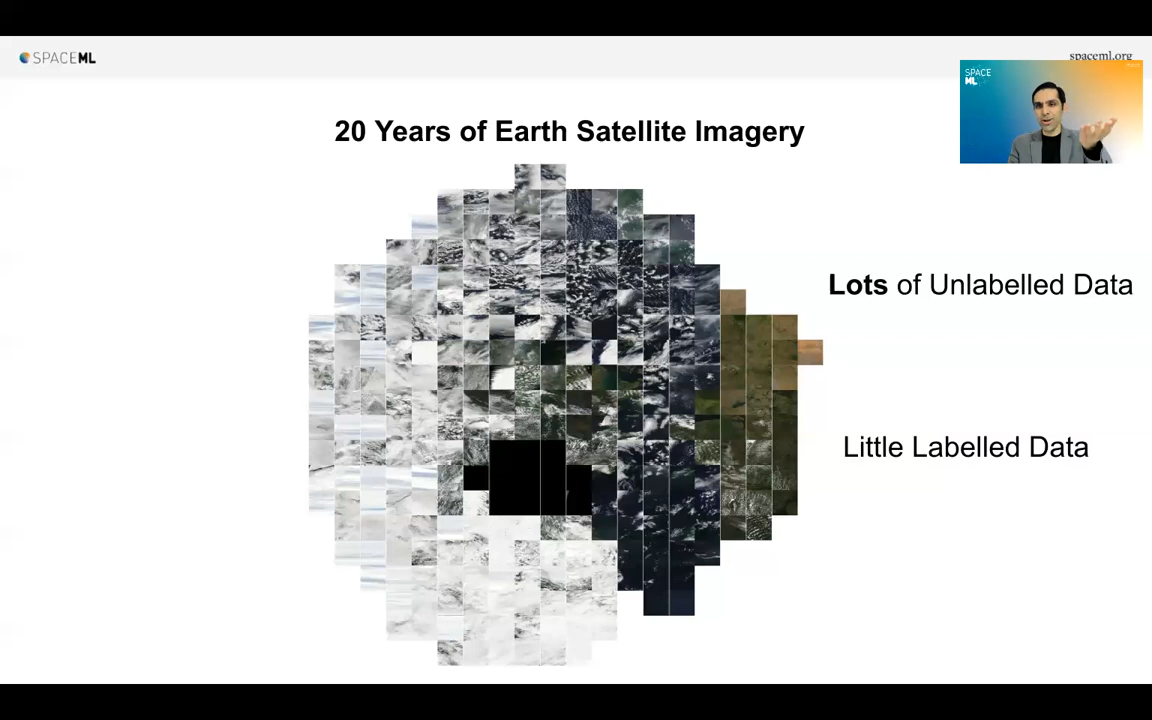 SPACEML
spaceml.org
SPACE
ML
20 Years of Earth Satellite Imagery
Lots of Unlabelled Data
Little Labelled Data